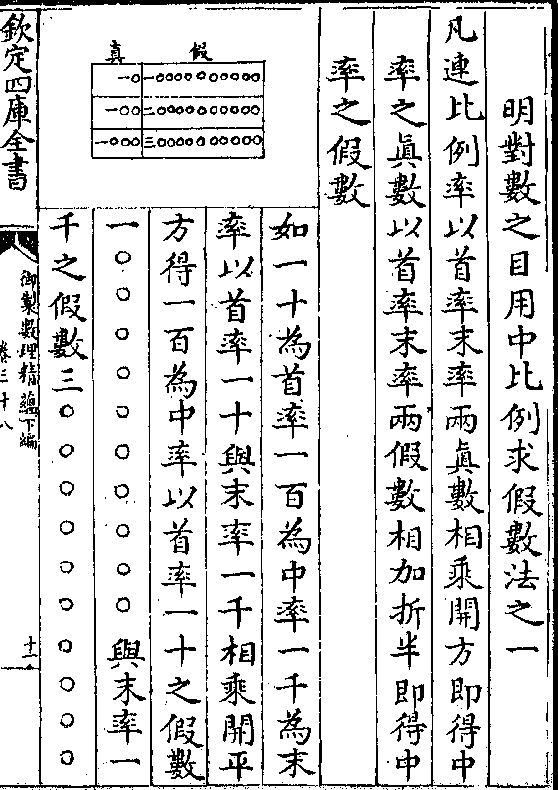 明對數之目用中比例求假數法之一
凡連比例率以首率末率兩眞數相乗開方即得中
率之眞數以首率末率兩假數相加折半即得中
率之假數
真 假
一〇 一〇〇〇〇〇〇〇〇〇〇
一〇〇 二〇〇〇〇〇〇〇〇〇〇
一〇〇〇 三〇〇〇〇〇〇〇〇〇〇
如一十為首率一百為中率一千為末
率以首率一十與末率一千相乗開平
方得一百為中率以首率一十之假數
一〇〇〇〇〇〇〇〇〇〇與末率一
千之假數三〇〇〇〇〇〇〇〇〇〇
欽定四庫全書
御製數理精藴下編
卷三十八
十一